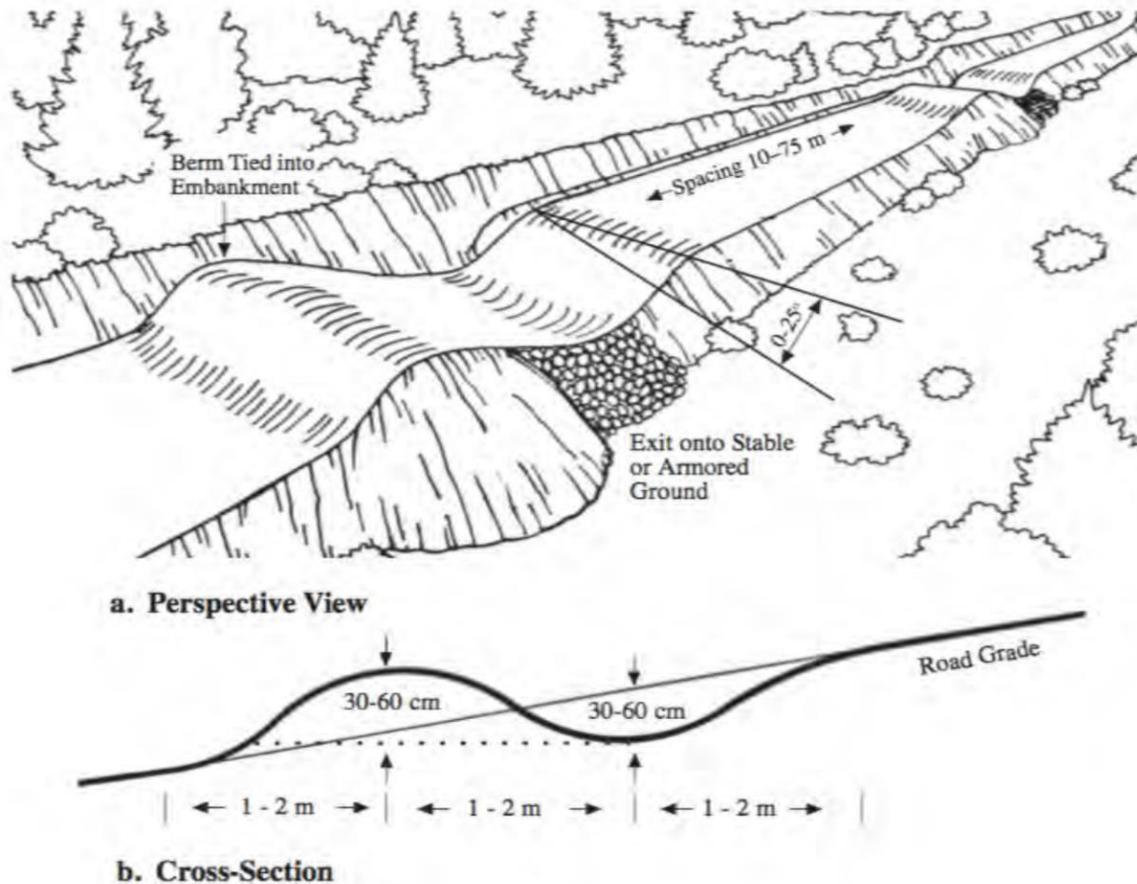 Berm Tied into
Embankment
Spacing 10–75 m
0-25°
Exit onto Stable
or Armored
Ground
a. Perspective View
30-60 cm
30-60 cm
Road Grade
1 - 2 m
1 - 2 m
1 - 2 m
b. Cross-Section